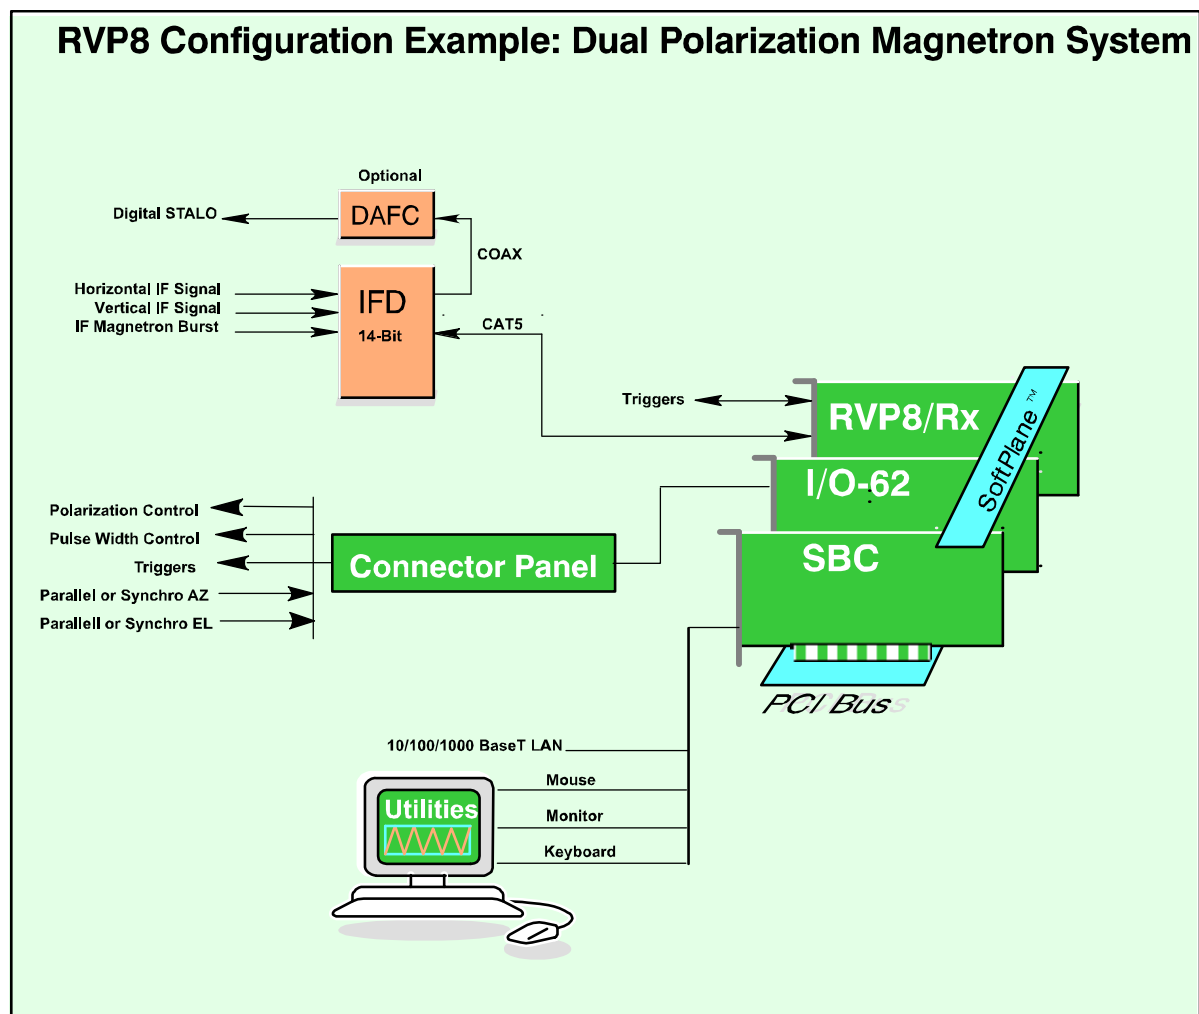 RVP8 Configuration Example: Dual Polarization Magnetron System
Optional
DAFC
Digital STALO
COAX
Horizontal IF Signal
Vertical IF Signal
IF Magnetron Burst
IFD
14-Bit
CAT5
Triggers
RVP8/Rx
I/O-62
SBC
SoftPlane™
PCI Bus
Polarization Control
Pulse Width Control
Triggers
Parallel or Synchro AZ
Parallell or Synchro EL
Connector Panel
10/100/1000 BaseT LAN
Mouse
Monitor
Keyboard
Utilities